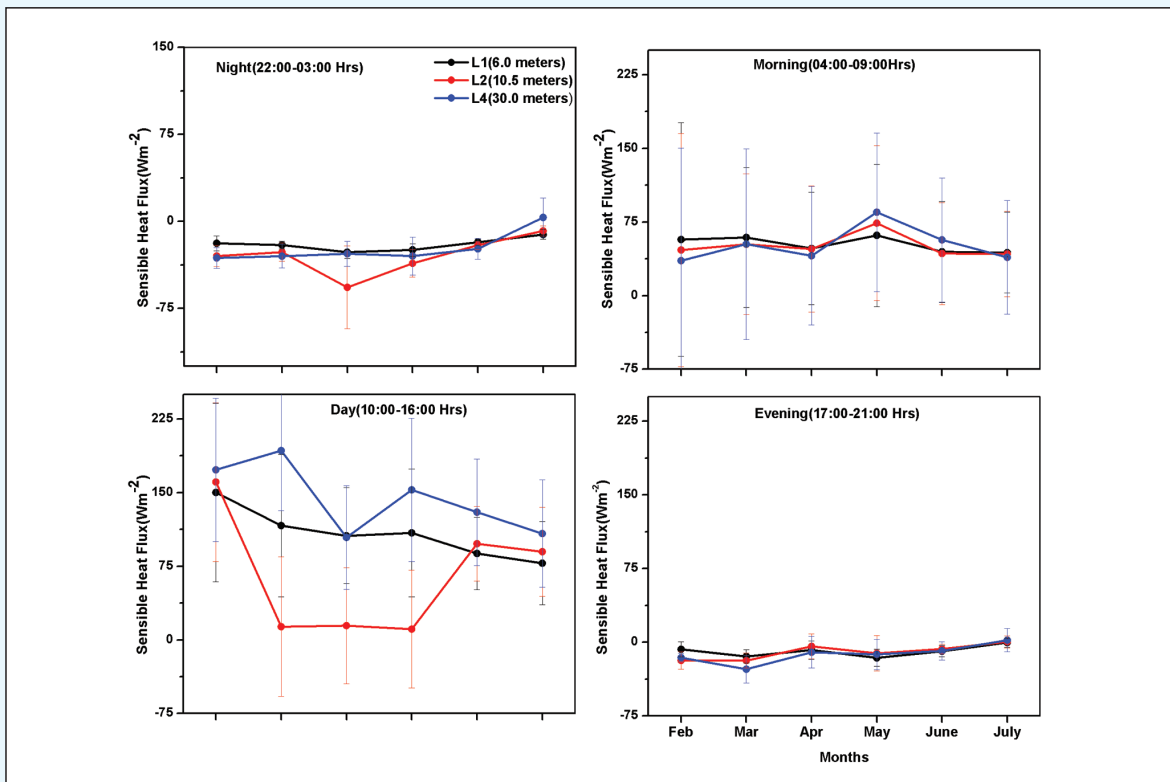 150
75
0
-75
Sensible Heat Flux(Wm-2)
Night(22:00-03:00 Hrs)
L1(6.0 meters)
L2(10.5 meters)
L4(30.0 meters)
225
150
75
0
-75
Sensible Heat Flux(Wm-2)
Morning(04:00-09:00Hrs)
225
150
75
0
-75
Sensible Heat Flux(Wm-2)
Day(10:00-16:00 Hrs)
225
150
75
0
-75
Sensible Heat Flux(Wm-2)
Evening(17:00-21:00 Hrs)
Feb Mar Apr May June July
Months